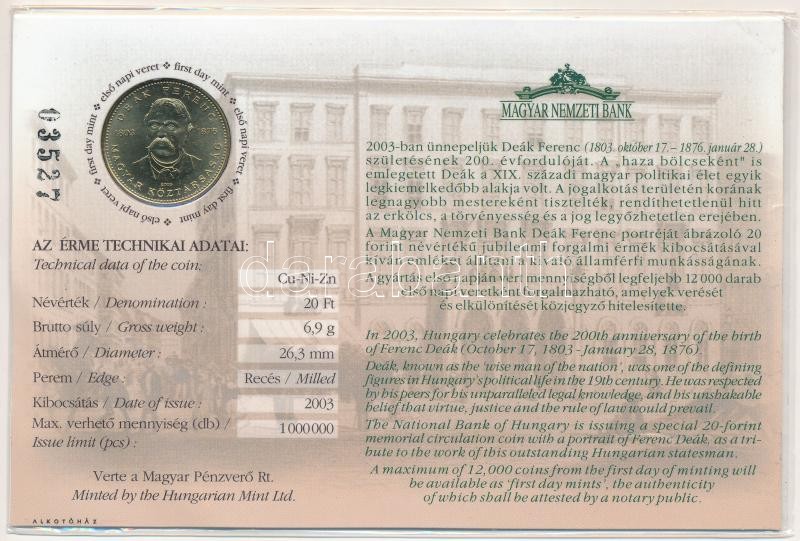 első napi veret ❖ first day mint ❖ első napi veret ❖ first day mint ❖ első napi veret ❖ first day mint
03527
DEÁK FERENC
1803 1876
2003
MAGYAR KÖZTÁRSASÁG
AZ ÉRME TECHNIKAI ADATAI:
Technical data of the coin:
Cu-Ni-Zn
Névérték / Denomination : 20 Ft
Brutto súly / Gross weight : 6,9 g
Átmérő / Diameter : 26,3 mm
Perem / Edge : Recés / Milled
Kibocsátás / Date of issue : 2003
Max. verhető mennyiség (db) /
Issue limit (pcs) : 1000000
Verte a Magyar Pénzverő Rt.
Minted by the Hungarian Mint Ltd.
ALKOTÓHÁZ
MAGYAR NEMZETI BANK
2003-ban ünnepeljük Deák Ferenc (1803. október 17. – 1876. január 28.)
születésének 200. évfordulóját. A „haza bölcseként" is
emlegetett Deák a XIX. századi magyar politikai élet egyik
legkiemelkedőbb alakja volt. A jogalkotás területén korának
legnagyobb mestereként tisztelték, rendíthetetlenül hitt
az erkölcs, a törvényesség és a jog legyőzhetetlen erejében.
A Magyar Nemzeti Bank Deák Ferenc portréját ábrázoló 20
forint névértékű jubileumi forgalmi érmék kibocsátásával
kíván emléket állítani a kiváló államférfi munkásságának.
A gyártás első napján vert mennyiségből legfeljebb 12 000 darab
első napi veretként forgalmazható, amelyek verését
és elkülönítését közjegyző hitelesítette.
In 2003, Hungary celebrates the 200th anniversary of the birth
of Ferenc Deák (October 17, 1803 - January 28, 1876).
Deák, known as the 'wise man of the nation', was one of the defining
figures in Hungary's political life in the 19th century. He was respected
by his peers for his unparalleled legal knowledge, and his unshakable
belief that virtue, justice and the rule of law would prevail.
The National Bank of Hungary is issuing a special 20-forint
memorial circulation coin with a portrait of Ferenc Deák, as a tri-
bute to the work of this outstanding Hungarian statesman.
A maximum of 12,000 coins from the first day of minting will
be available as 'first day mints', the authenticity
of which shall be attested by a notary public.
darabanth.com